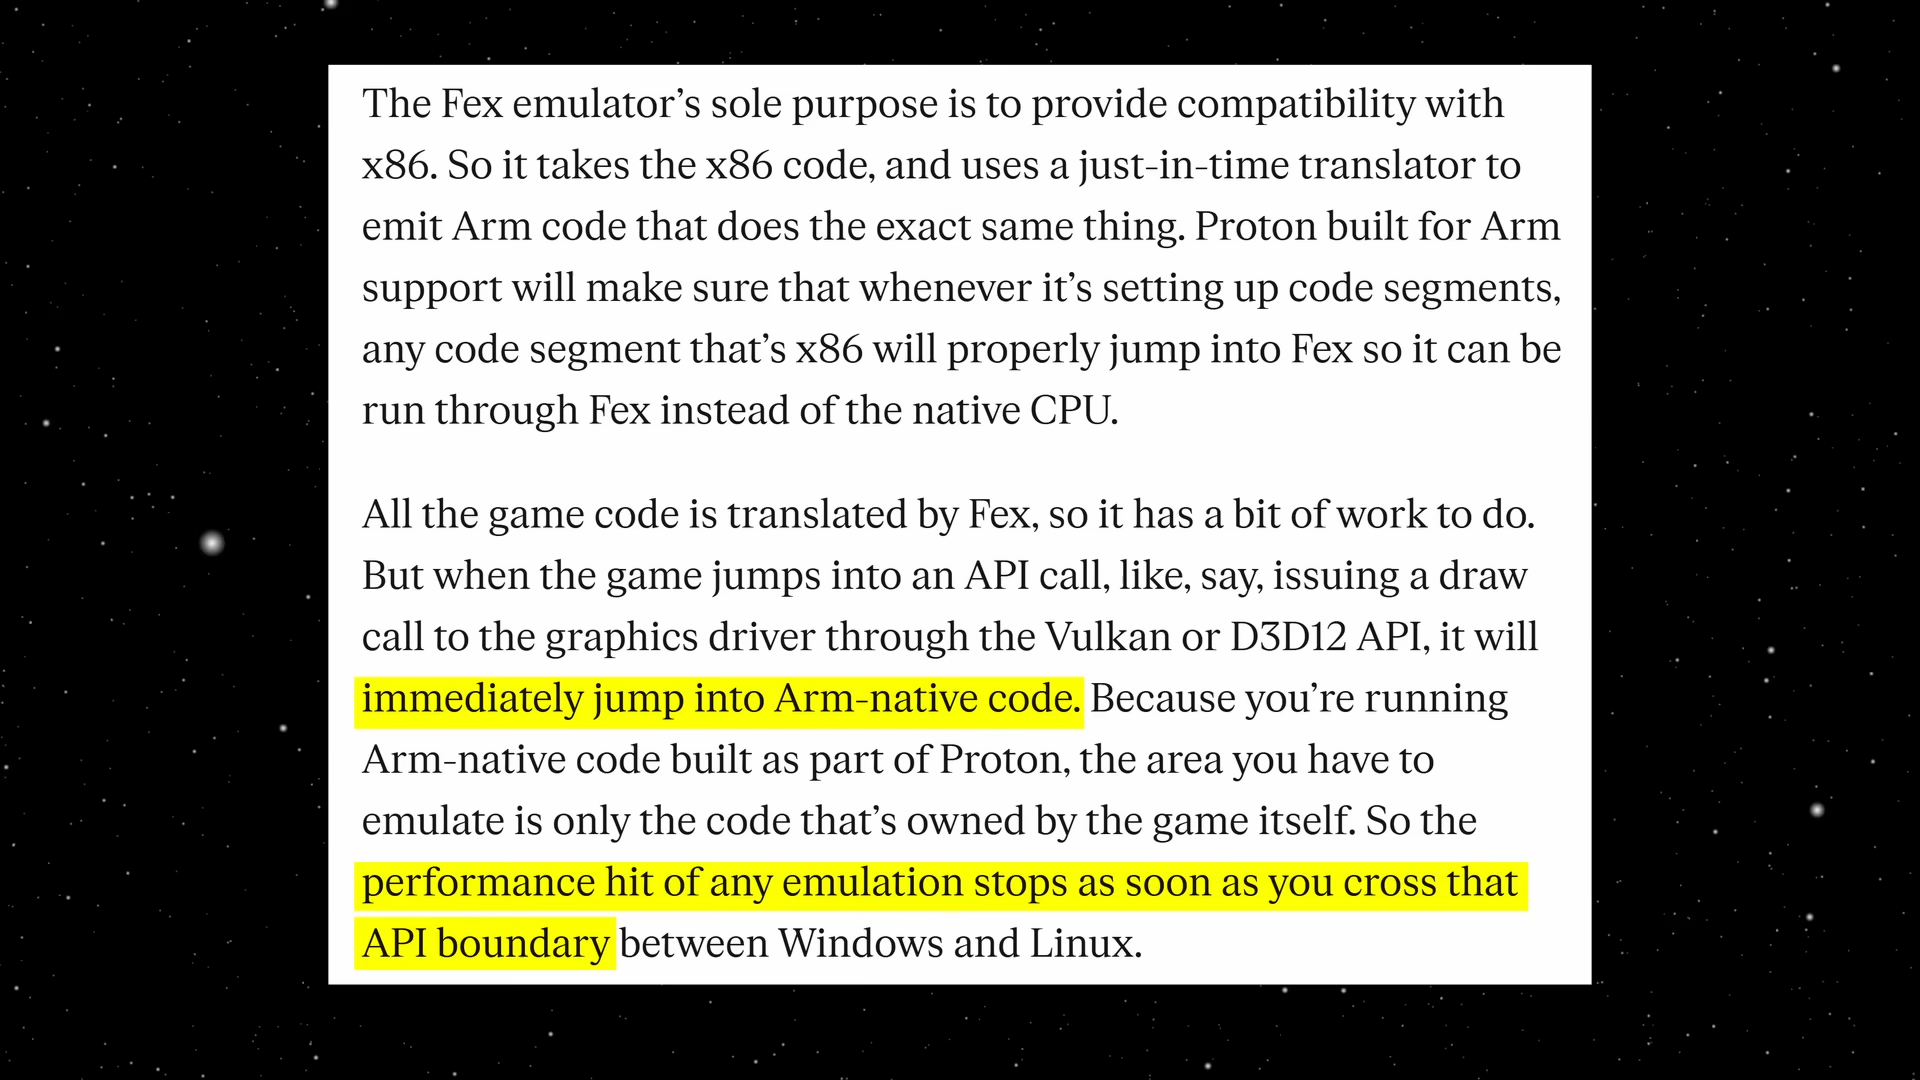 The Fex emulator’s sole purpose is to provide compatibility with
x86. So it takes the x86 code, and uses a just-in-time translator to
emit Arm code that does the exact same thing. Proton built for Arm
support will make sure that whenever it’s setting up code segments,
any code segment that’s x86 will properly jump into Fex so it can be
run through Fex instead of the native CPU.
All the game code is translated by Fex, so it has a bit of work to do.
But when the game jumps into an API call, like, say, issuing a draw
call to the graphics driver through the Vulkan or D3D12 API, it will
immediately jump into Arm-native code. Because you’re running
Arm-native code built as part of Proton, the area you have to
emulate is only the code that’s owned by the game itself. So the
performance hit of any emulation stops as soon as you cross that
API boundary between Windows and Linux.